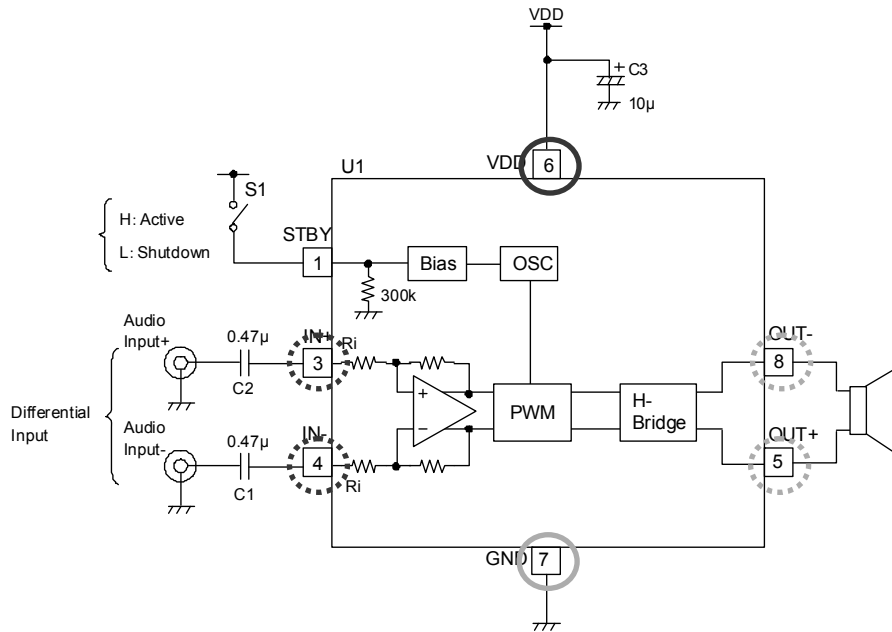 VDD
+ C3
10µ
U1
VDD
6
S1
H: Active
L: Shutdown
STBY
1
Bias
OSC
300k
Audio
Input+
0.47µ
C2
IN+
3
Ri
+
−
PWM
H-
Bridge
OUT-
8
Differential
Input
Audio
Input-
0.47µ
C1
IN-
4
Ri
OUT+
5
GND
7